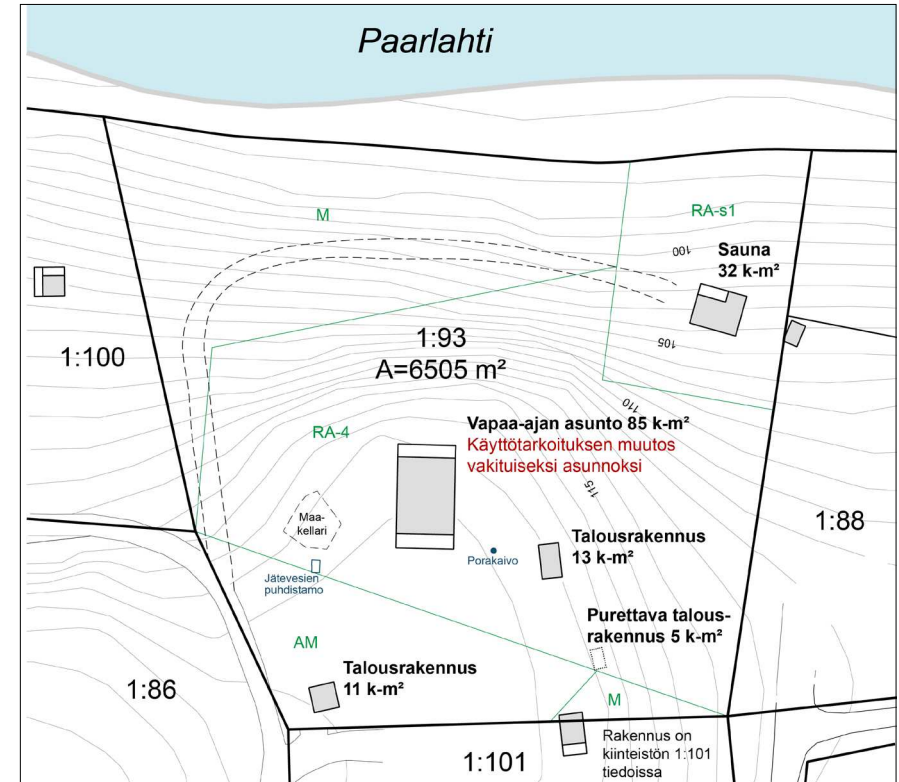 Paarlahti
M
RA-s1
100
Sauna
32 k-m²
105
1:93
A=6505 m²
1:100
110
RA-4
Vapaa-ajan asunto 85 k-m²
Käyttötarkoituksen muutos
vakituiseksi asunnoksi
115
Maa-
kellari
1:88
Talousrakennus
13 k-m²
Porakaivo
Jätevesien
puhdistamo
Purettava talous-
rakennus 5 k-m²
AM
Talousrakennus
11 k-m²
1:86
M
Rakennus on
kiinteistön 1:101
tiedoissa
1:101